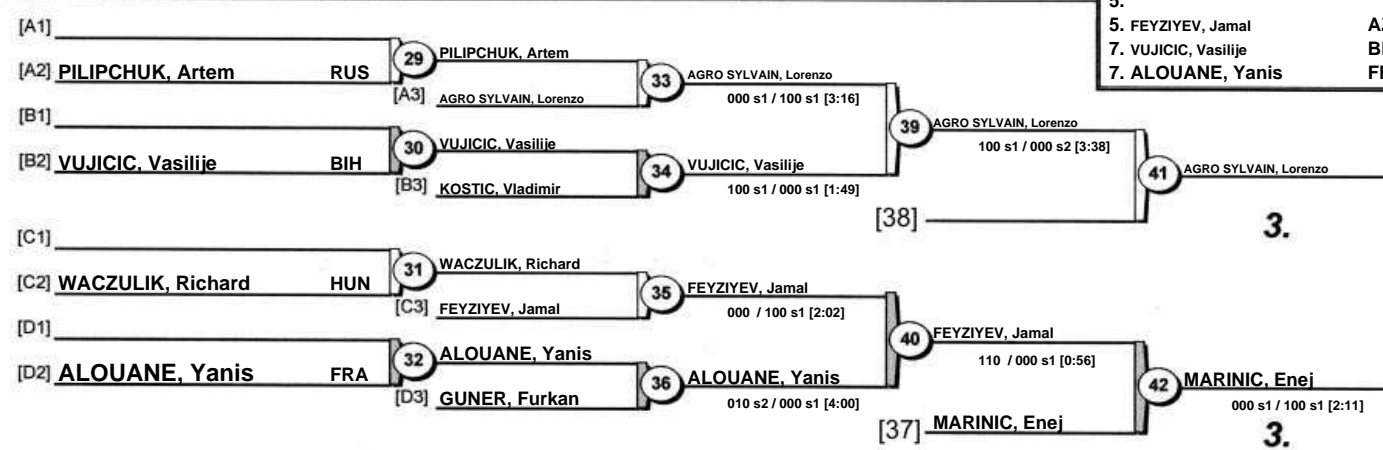 5.
5. FEYZIYEV, Jamal
7. VUJICIC, Vasilije
7. ALOUANE, Yanis
[A1]
29 PILIPCHUK, Artem
[A2] PILIPCHUK, Artem RUS
33 AGRO SYLVAIN, Lorenzo
[A3] AGRO SYLVAIN, Lorenzo
000 s1 / 100 s1 [3:16]
[B1]
39 AGRO SYLVAIN, Lorenzo
100 s1 / 000 s2 [3:38]
30 VUJICIC, Vasilije
[B2] VUJICIC, Vasilije BIH
34 VUJICIC, Vasilije
41 AGRO SYLVAIN, Lorenzo
[B3] KOSTIC, Vladimir
100 s1 / 000 s1 [1:49]
[38]
3.
[C1]
31 WACZULIK, Richard
[C2] WACZULIK, Richard HUN
35 FEYZIYEV, Jamal
[C3] FEYZIYEV, Jamal
000 / 100 s1 [2:02]
[D1]
40 FEYZIYEV, Jamal
32 ALOUANE, Yanis
110 / 000 s1 [0:56]
[D2] ALOUANE, Yanis FRA
36 ALOUANE, Yanis
42 MARINIC, Enej
[D3] GUNER, Furkan
010 s2 / 000 s1 [4:00]
000 s1 / 100 s1 [2:11]
[37] MARINIC, Enej
3.